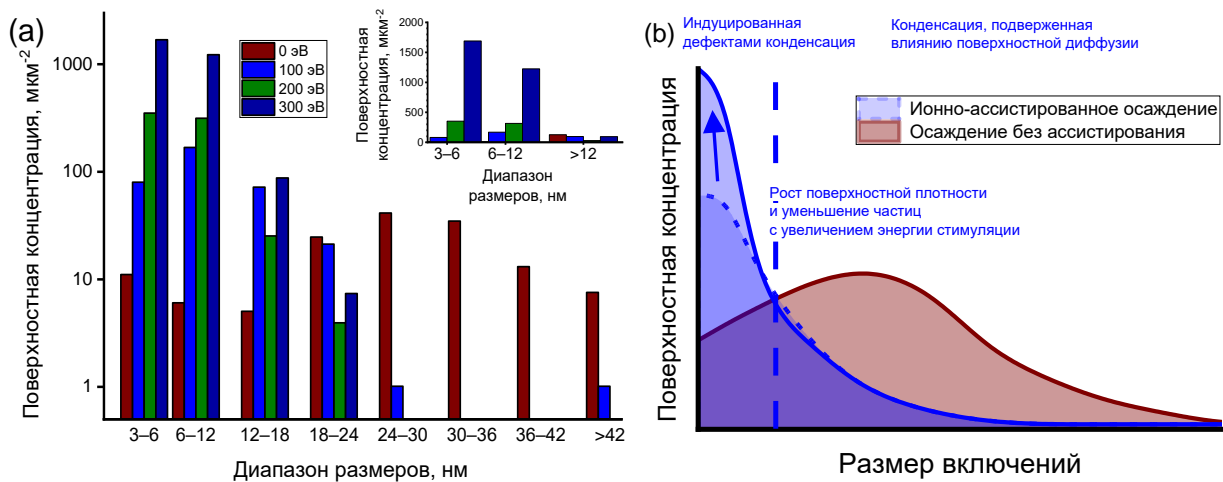 (a)
Поверхностная концентрация, мкм-2
1000
100
10
1
0 эВ
100 эВ
200 эВ
300 эВ
3–6
6–12
12–18
18–24
24–30
30–36
36–42
>42
Диапазон размеров, нм
Поверхностная
концентрация, мкм-2
2000
1500
1000
500
0
3–6
6–12
>12
Диапазон
размеров, нм
(b)
Индуцированная
дефектами конденсация
Конденсация, подверженная
влиянию поверхностной диффузии
Поверхностная концентрация
Ионно-ассистированное осаждение
Осаждение без ассистирования
Рост поверхностной плотности
и уменьшение частиц
с увеличением энергии стимуляции
Размер включений